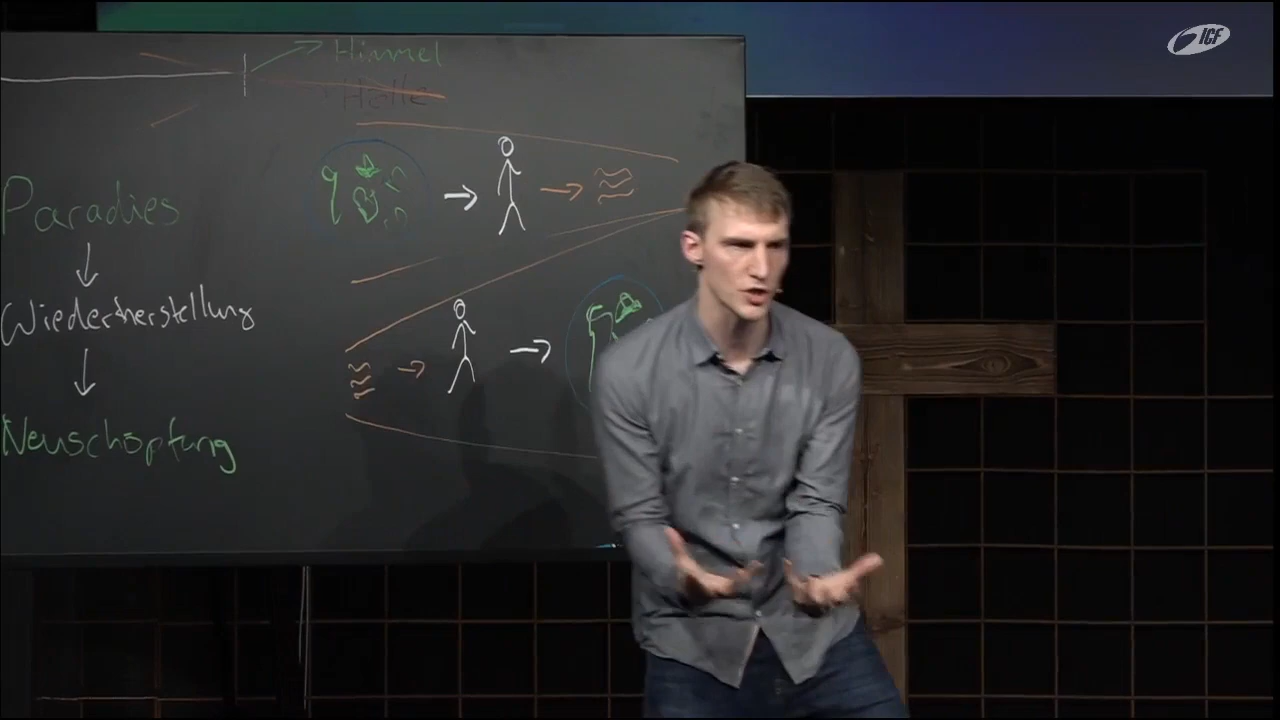 Himmel
Hölle
Paradies
Wiederherstellung
Neuschöpfung
ICF